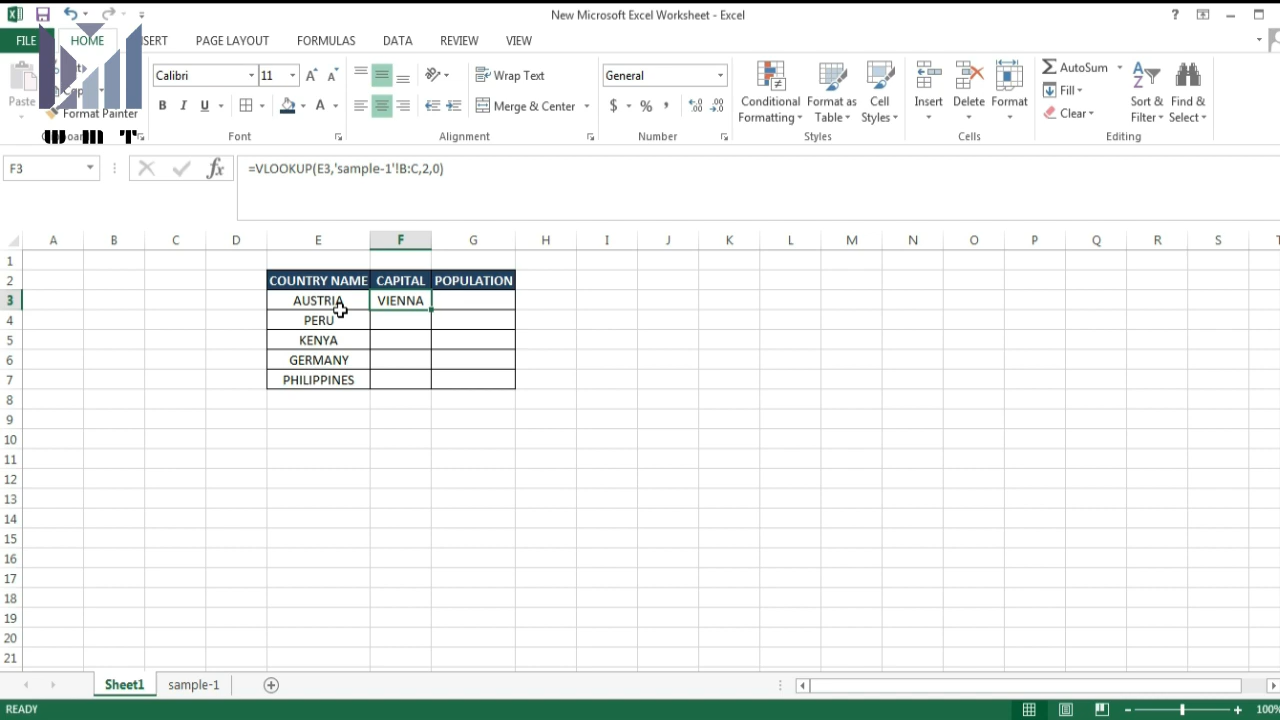 New Microsoft Excel Worksheet - Excel
FILE HOME INSERT PAGE LAYOUT FORMULAS DATA REVIEW VIEW
Paste
Format Painter
Calibri 11
B I U A
Wrap Text
Merge & Center
General
$ % ,
Conditional Formatting
Format as Table
Cell Styles
Insert
Delete
Format
AutoSum
Fill
Clear
Sort & Filter
Find & Select
Font Alignment Number Styles Cells Editing
F3 fx =VLOOKUP(E3,'sample-1'!B:C,2,0)
A B C D E F G H I J K L M N O P Q R S T
1
2 COUNTRY NAME CAPITAL POPULATION
3 AUSTRIA VIENNA
4 PERU
5 KENYA
6 GERMANY
7 PHILIPPINES
8
9
10
11
12
13
14
15
16
17
18
19
20
21
Sheet1 sample-1
READY 100%